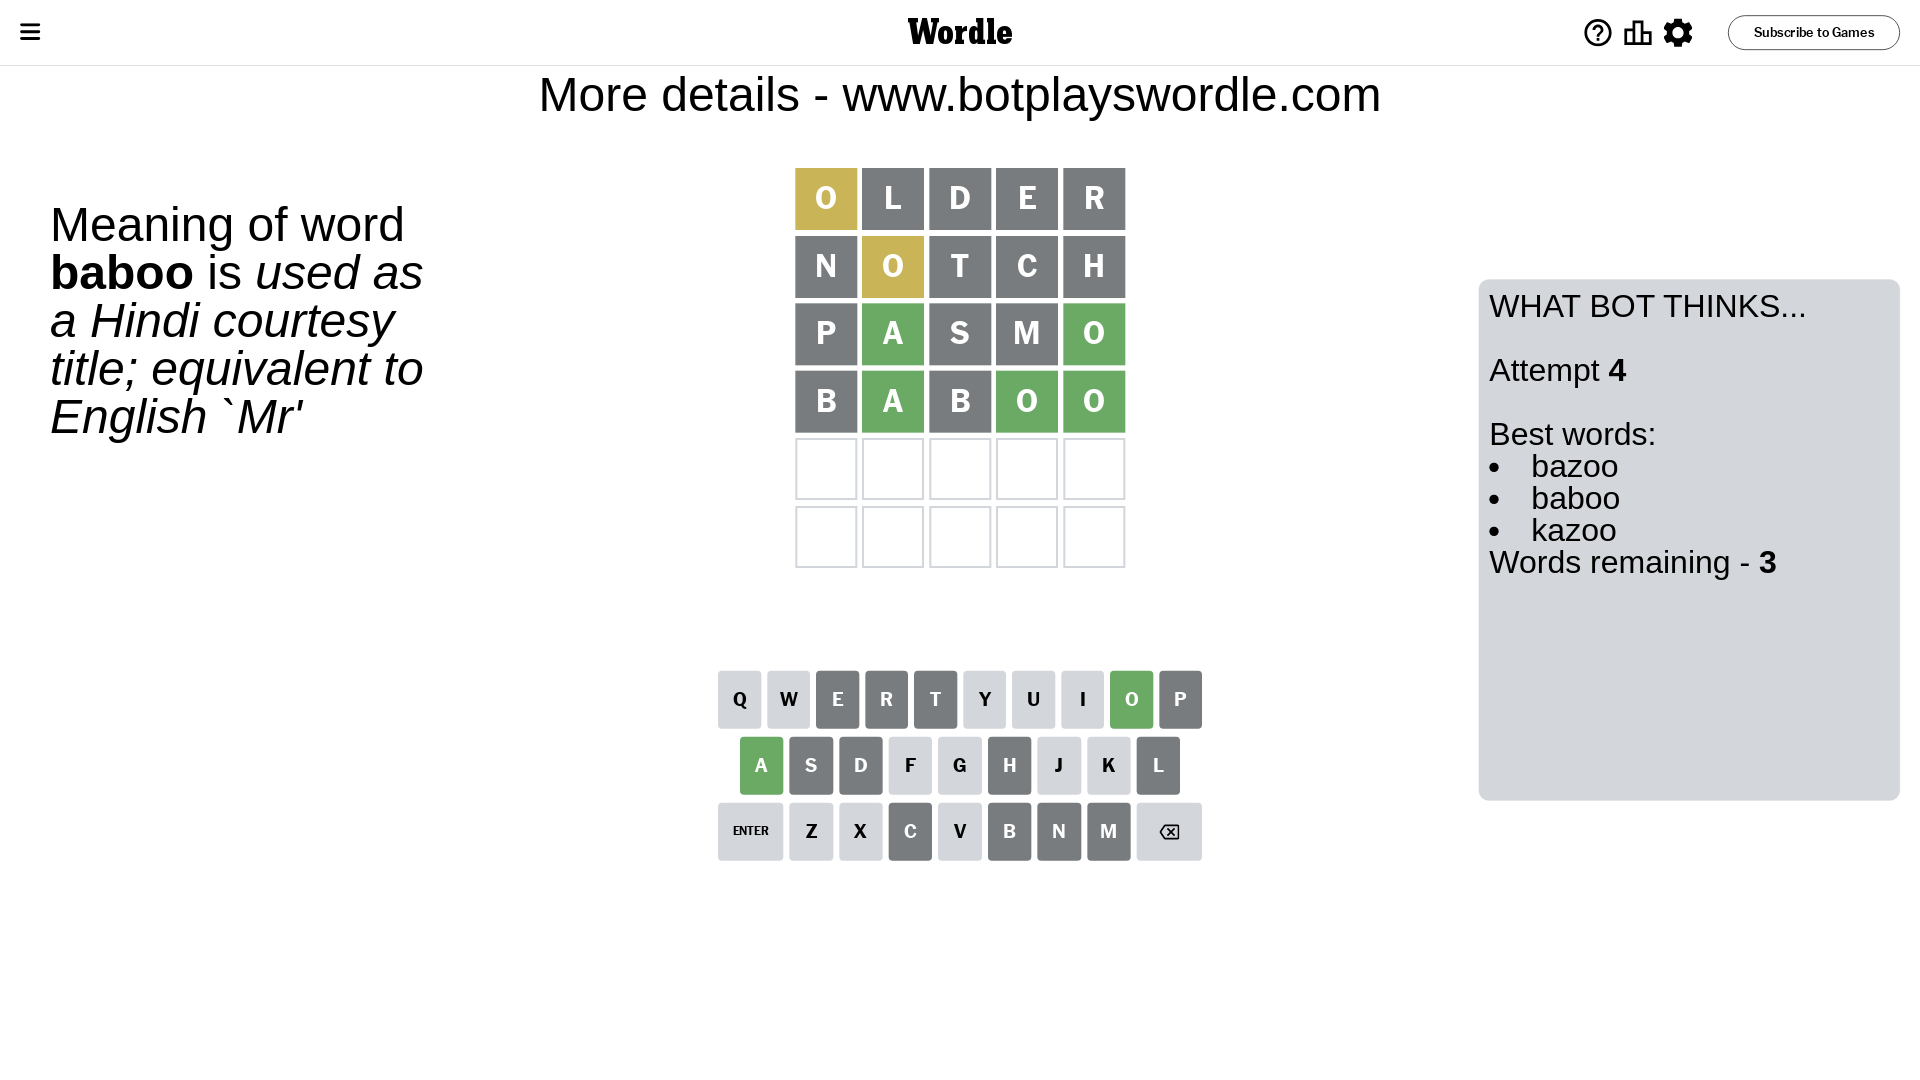 Wordle
Subscribe to Games
More details - www.botplayswordle.com
Meaning of word
baboo is used as
a Hindi courtesy
title; equivalent to
English `Mr'
O L D E R
N O T C H
P A S M O
B A B O O
WHAT BOT THINKS...
Attempt 4
Best words:
• bazoo
• baboo
• kazoo
Words remaining - 3
Q W E R T Y U I O P
A S D F G H J K L
ENTER Z X C V B N M